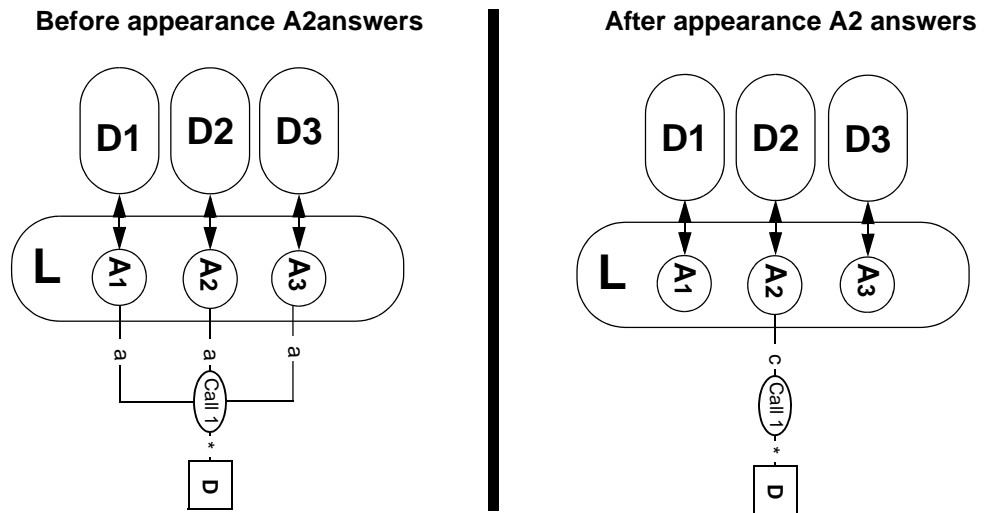 Before appearance A2answers
D1 D2 D3
L A1 A2 A3
a a a
Call 1
*
D
After appearance A2 answers
D1 D2 D3
L A1 A2 A3
c
Call 1
*
D